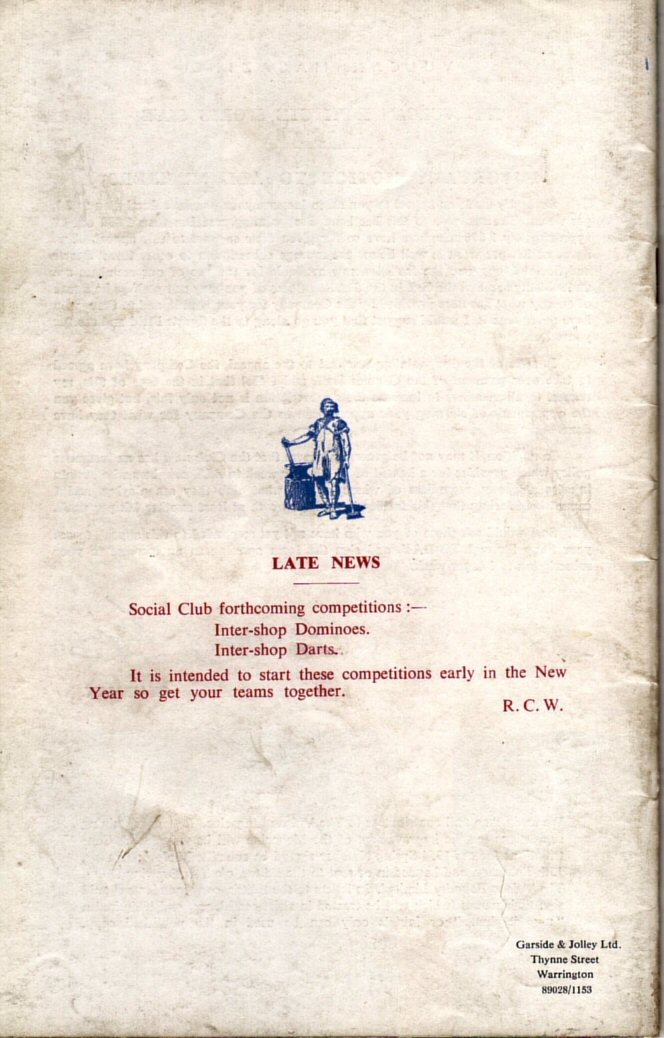 LATE NEWS
Social Club forthcoming competitions :—
Inter-shop Dominoes.
Inter-shop Darts.
It is intended to start these competitions early in the New
Year so get your teams together.
R. C. W.
Garside & Jolley Ltd.
Thynne Street
Warrington
89028/1153